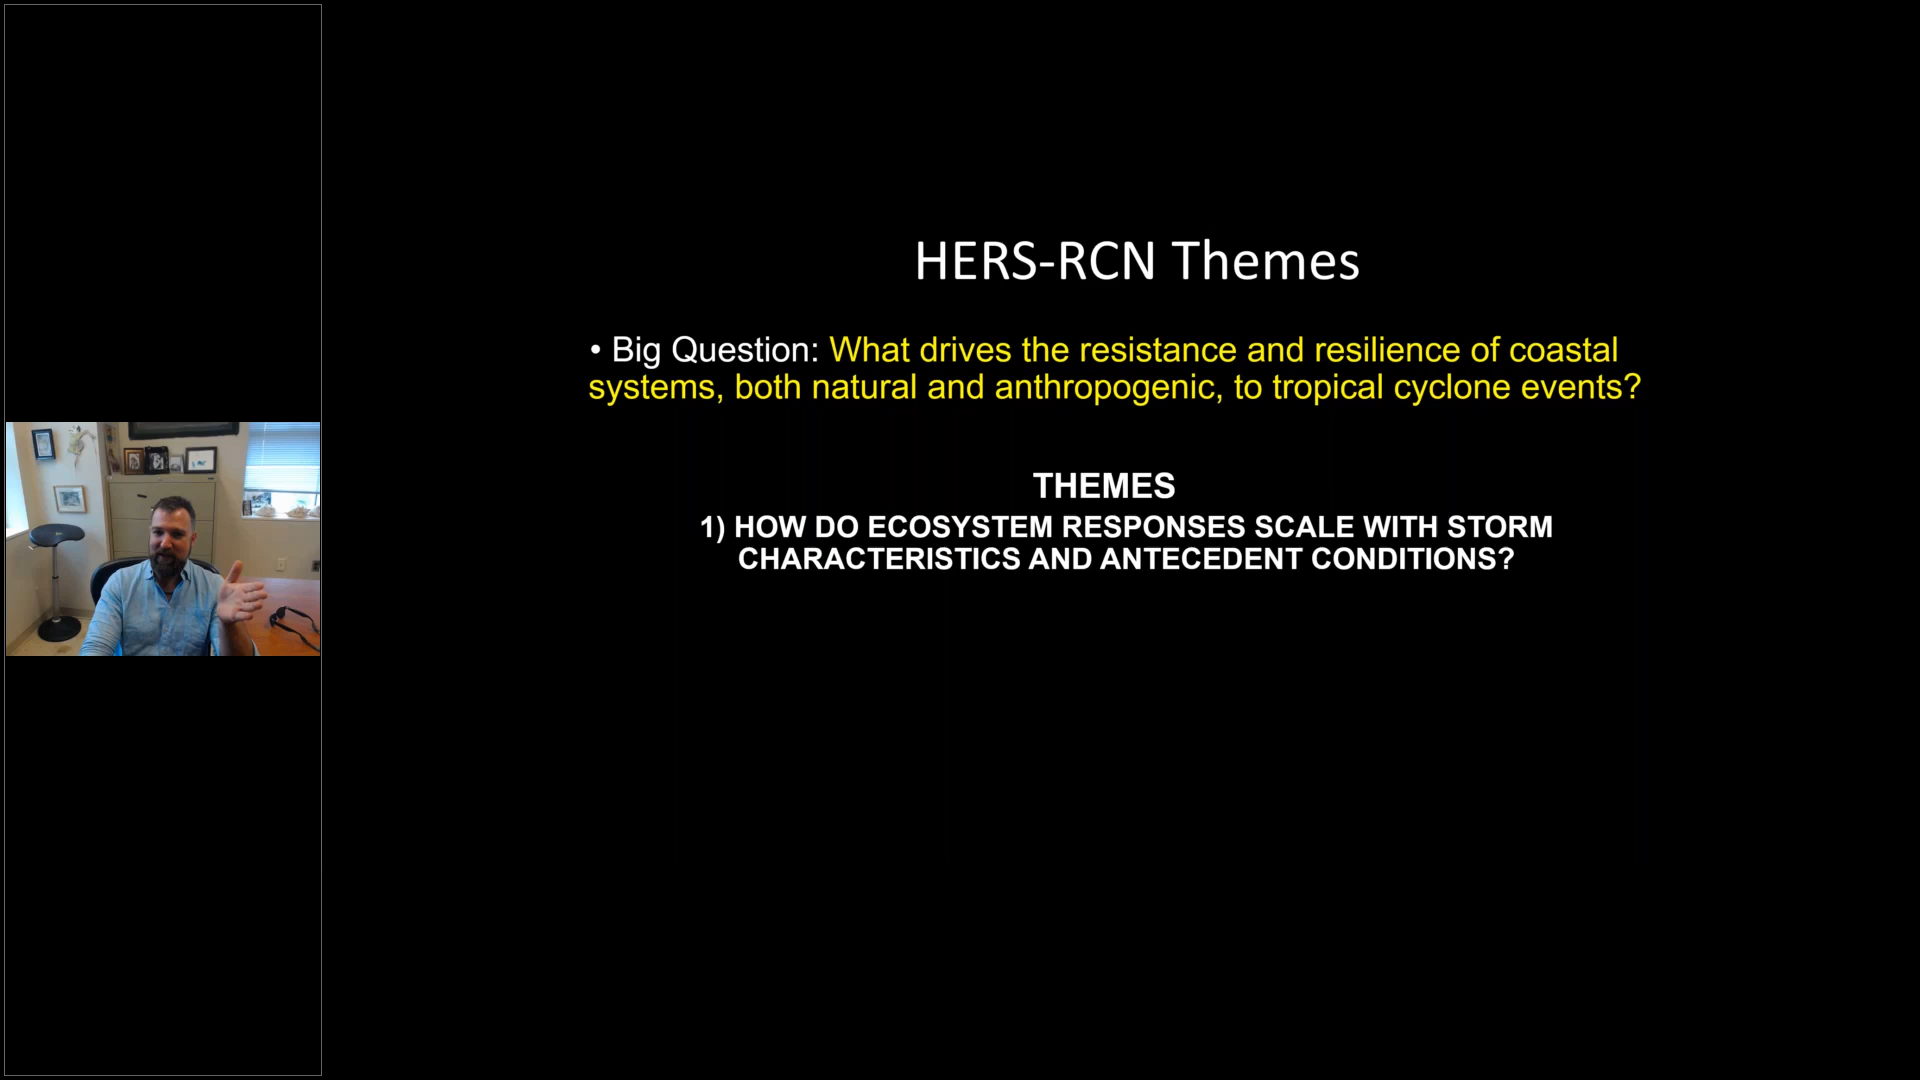 HERS-RCN Themes
• Big Question: What drives the resistance and resilience of coastal
systems, both natural and anthropogenic, to tropical cyclone events?
THEMES
1) HOW DO ECOSYSTEM RESPONSES SCALE WITH STORM
CHARACTERISTICS AND ANTECEDENT CONDITIONS?